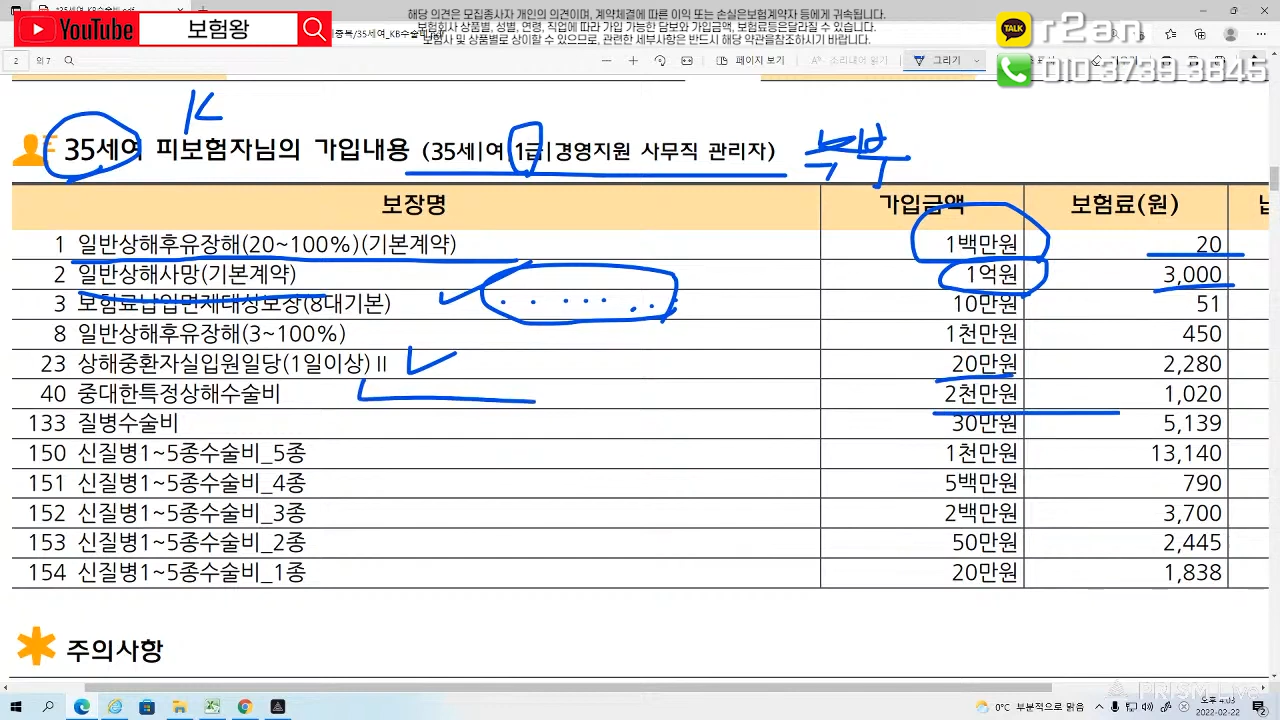 해당 의견은 모집종사자 개인의 의견이며, 계약체결에 따른 이익 또는 손실은보험계약자 등에게 귀속됩니다.
보험회사 상품별, 성별, 연령, 직업에 따라 가입 가능한 담보와 가입금액, 보험료등은달라질 수 있있으며
보험사 및 상품별로 상이할 수 있으므로, 관련한 세부사항은 반드시 해당 약관을참조하시기 바랍니다.
YouTube 보험왕
TALK r2an
010 3739 3645
2 의7
페이지 보기
소리내어 읽기
그리기
K
35세여 피보험자님의 가입내용 (35세|여 1급|경영지원 사무직 관리자)
보장명 가입금액 보험료(원)
1 일반상해후유장해(20~100%)(기본계약) 1백만원 20
2 일반상해사망(기본계약) 1억원 3,000
3 보험료납입면제대상보장(8대기본) 10만원 51
8 일반상해후유장해(3~100%) 1천만원 450
23 상해중환자실입원일당(1일이상)Ⅱ 20만원 2,280
40 중대한특정상해수술비 2천만원 1,020
133 질병수술비 30만원 5,139
150 신질병1~5종수술비_5종 1천만원 13,140
151 신질병1~5종수술비_4종 5백만원 790
152 신질병1~5종수술비_3종 2백만원 3,700
153 신질병1~5종수술비_2종 50만원 2,445
154 신질병1~5종수술비_1종 20만원 1,838
주의사항
PRISM Live
0°C 부분적으로 맑음
2022-02-22